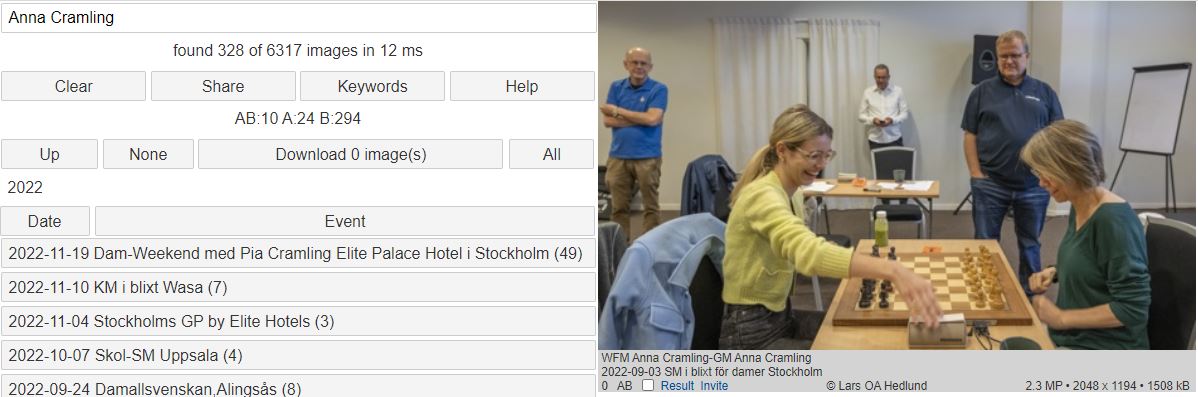 Anna Cramling
found 328 of 6317 images in 12 ms
Clear Share Keywords Help
AB:10 A:24 B:294
Up None Download 0 image(s) All
2022
Date Event
2022-11-19 Dam-Weekend med Pia Cramling Elite Palace Hotel i Stockholm (49)
2022-11-10 KM i blixt Wasa (7)
2022-11-04 Stockholms GP by Elite Hotels (3)
2022-10-07 Skol-SM Uppsala (4)
2022-09-24 Damallsvenskan,Alingsås (8)
WFM Anna Cramling-GM Anna Cramling
2022-09-03 SM i blixt för damer Stockholm
0 AB Result Invite © Lars OA Hedlund 2.3 MP • 2048 x 1194 • 1508 kB